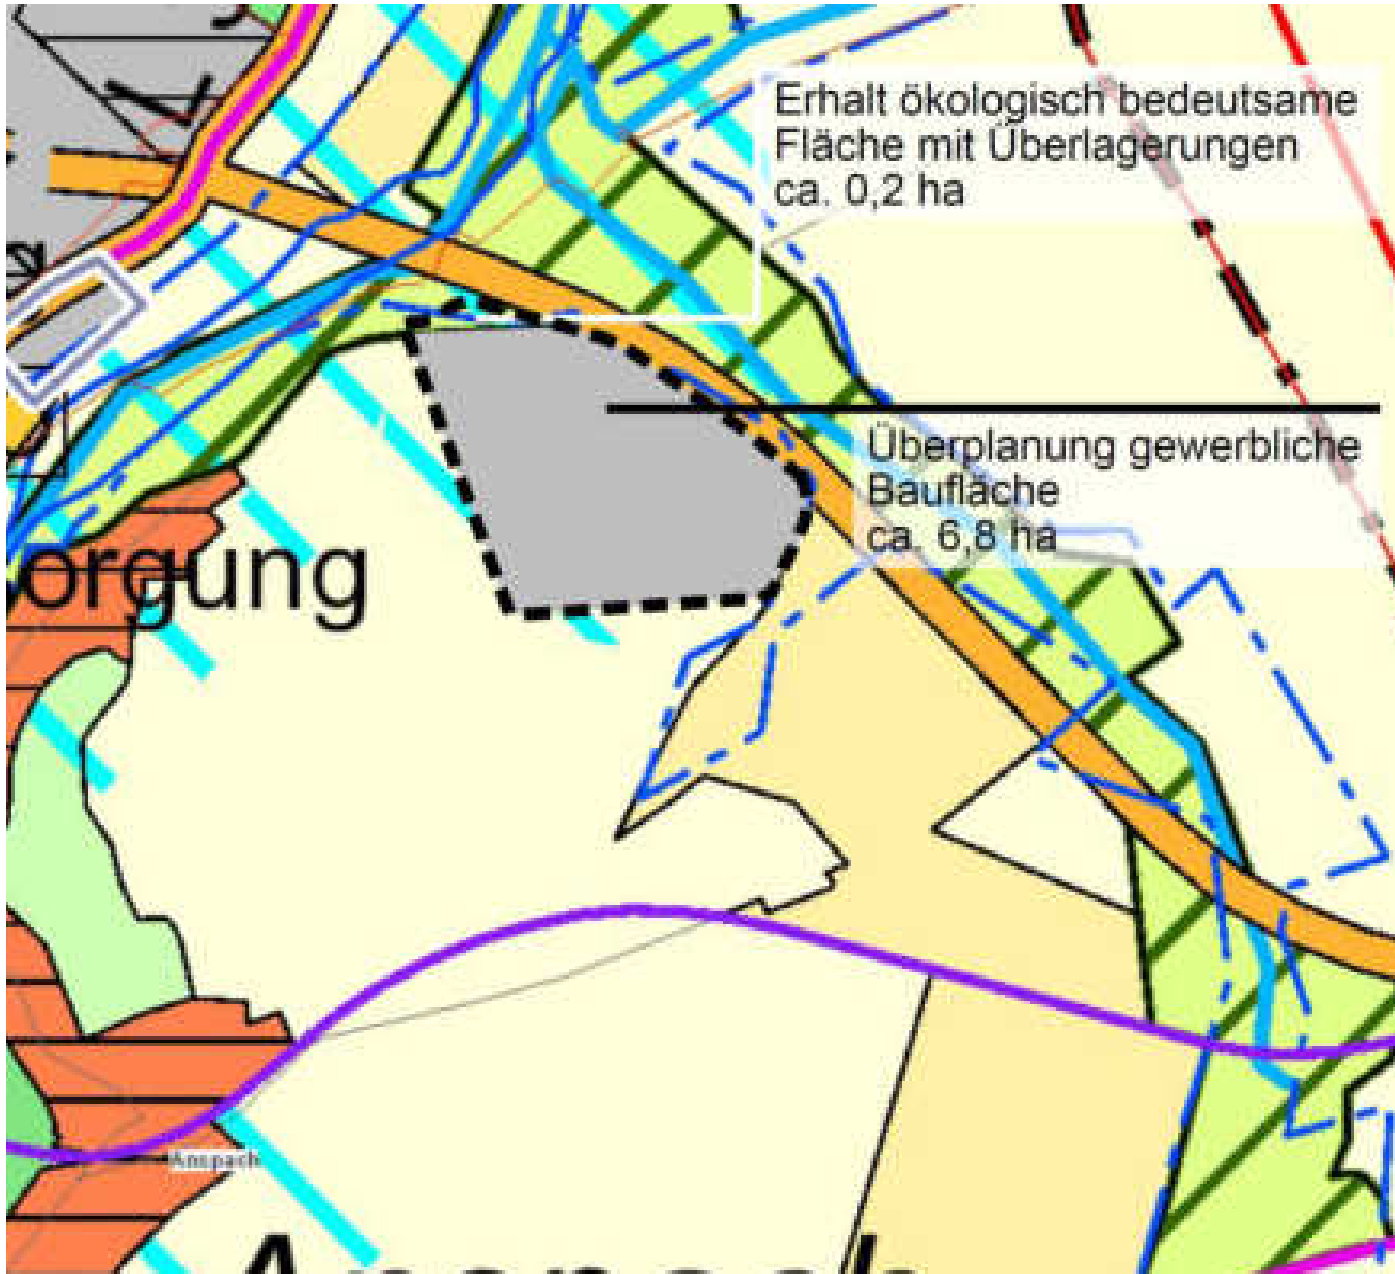 Erhalt ökologisch bedeutsame
Fläche mit Überlagerungen
ca. 0,2 ha
Überplanung gewerbliche
Baufläche
ca. 6,8 ha
orgung
Anspach